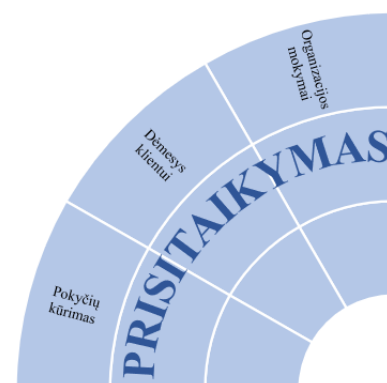 Organizacijos
mokymai
Dėmesys
klientui
PRISITAIKYMAS
Pokyčių
kūrimas